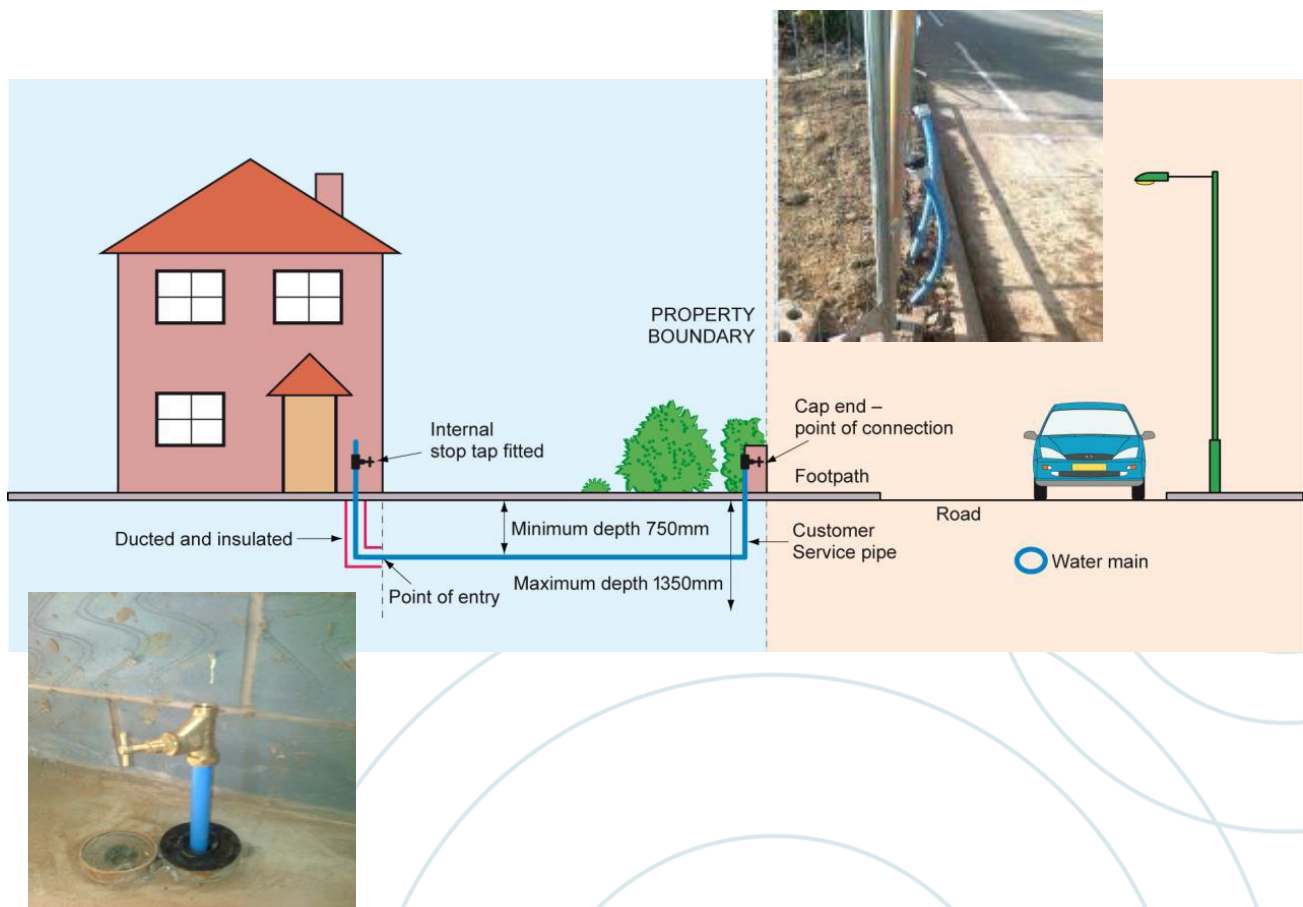 PROPERTY
BOUNDARY
Internal
stop tap fitted
Cap end –
point of connection
Footpath
Road
Ducted and insulated
Minimum depth 750mm
Customer
Service pipe
Maximum depth 1350mm
Point of entry
Water main